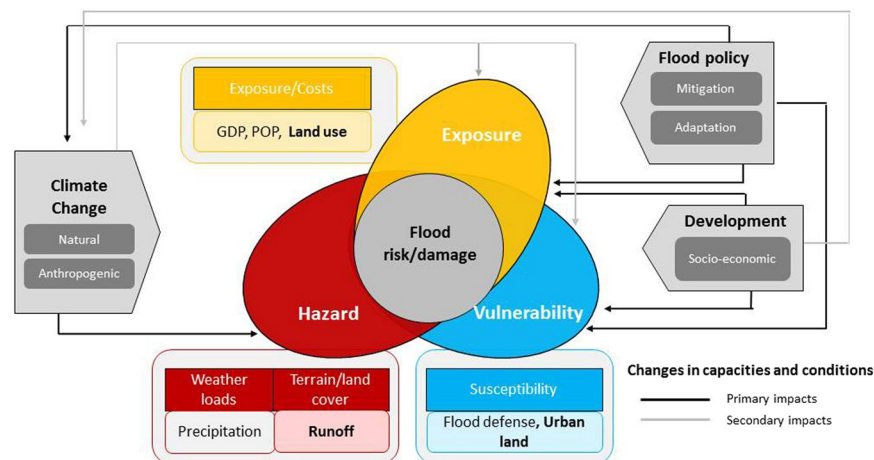 Flood policy
Mitigation
Adaptation
Exposure/Costs
GDP, POP, Land use
Exposure
Climate
Change
Natural
Anthropogenic
Flood
risk/damage
Development
Socio-economic
Hazard
Vulnerability
Weather
loads
Terrain/land
cover
Precipitation
Runoff
Susceptibility
Flood defense, Urban
land
Changes in capacities and conditions
Primary impacts
Secondary impacts